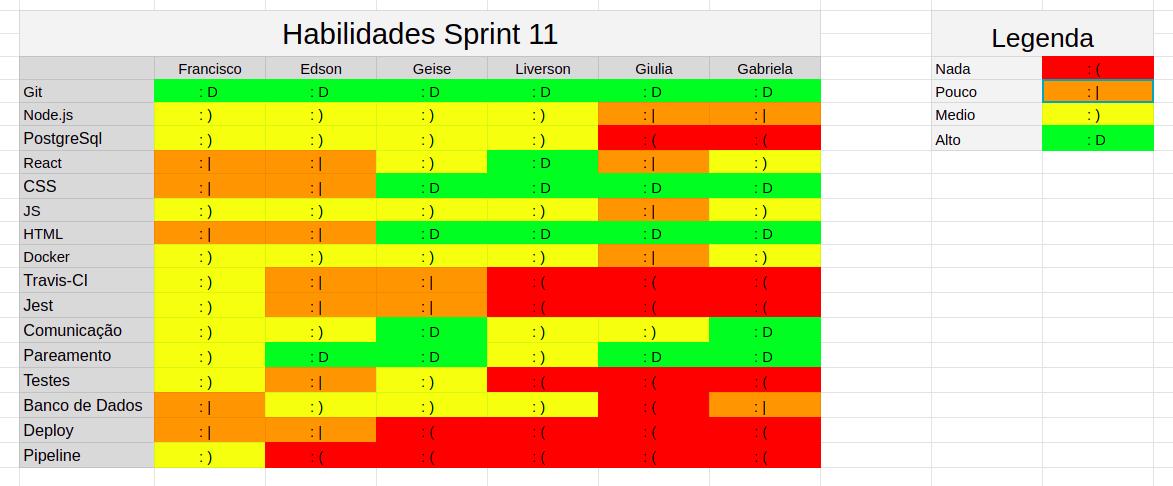 Habilidades Sprint 11
Legenda
Francisco Edson Geise Liverson Giulia Gabriela
Nada : (
Git : D : D : D : D : D : D
Pouco : |
Node.js : ) : ) : ) : ) : | : |
Medio : )
PostgreSql : ) : ) : ) : ) : ( : (
Alto : D
React : | : | : ) : D : | : )
CSS : | : | : D : D : D : D
JS : ) : ) : ) : ) : | : )
HTML : | : | : D : D : D : D
Docker : ) : ) : ) : ) : | : )
Travis-CI : ) : | : | : ( : ( : (
Jest : ) : | : | : ( : ( : (
Comunicação : ) : ) : D : ) : ) : D
Pareamento : ) : D : D : ) : D : D
Testes : ) : | : ) : ( : ( : (
Banco de Dados : | : ) : ) : ) : ( : |
Deploy : | : | : ( : ( : ( : (
Pipeline : ) : ( : ( : ( : ( : (